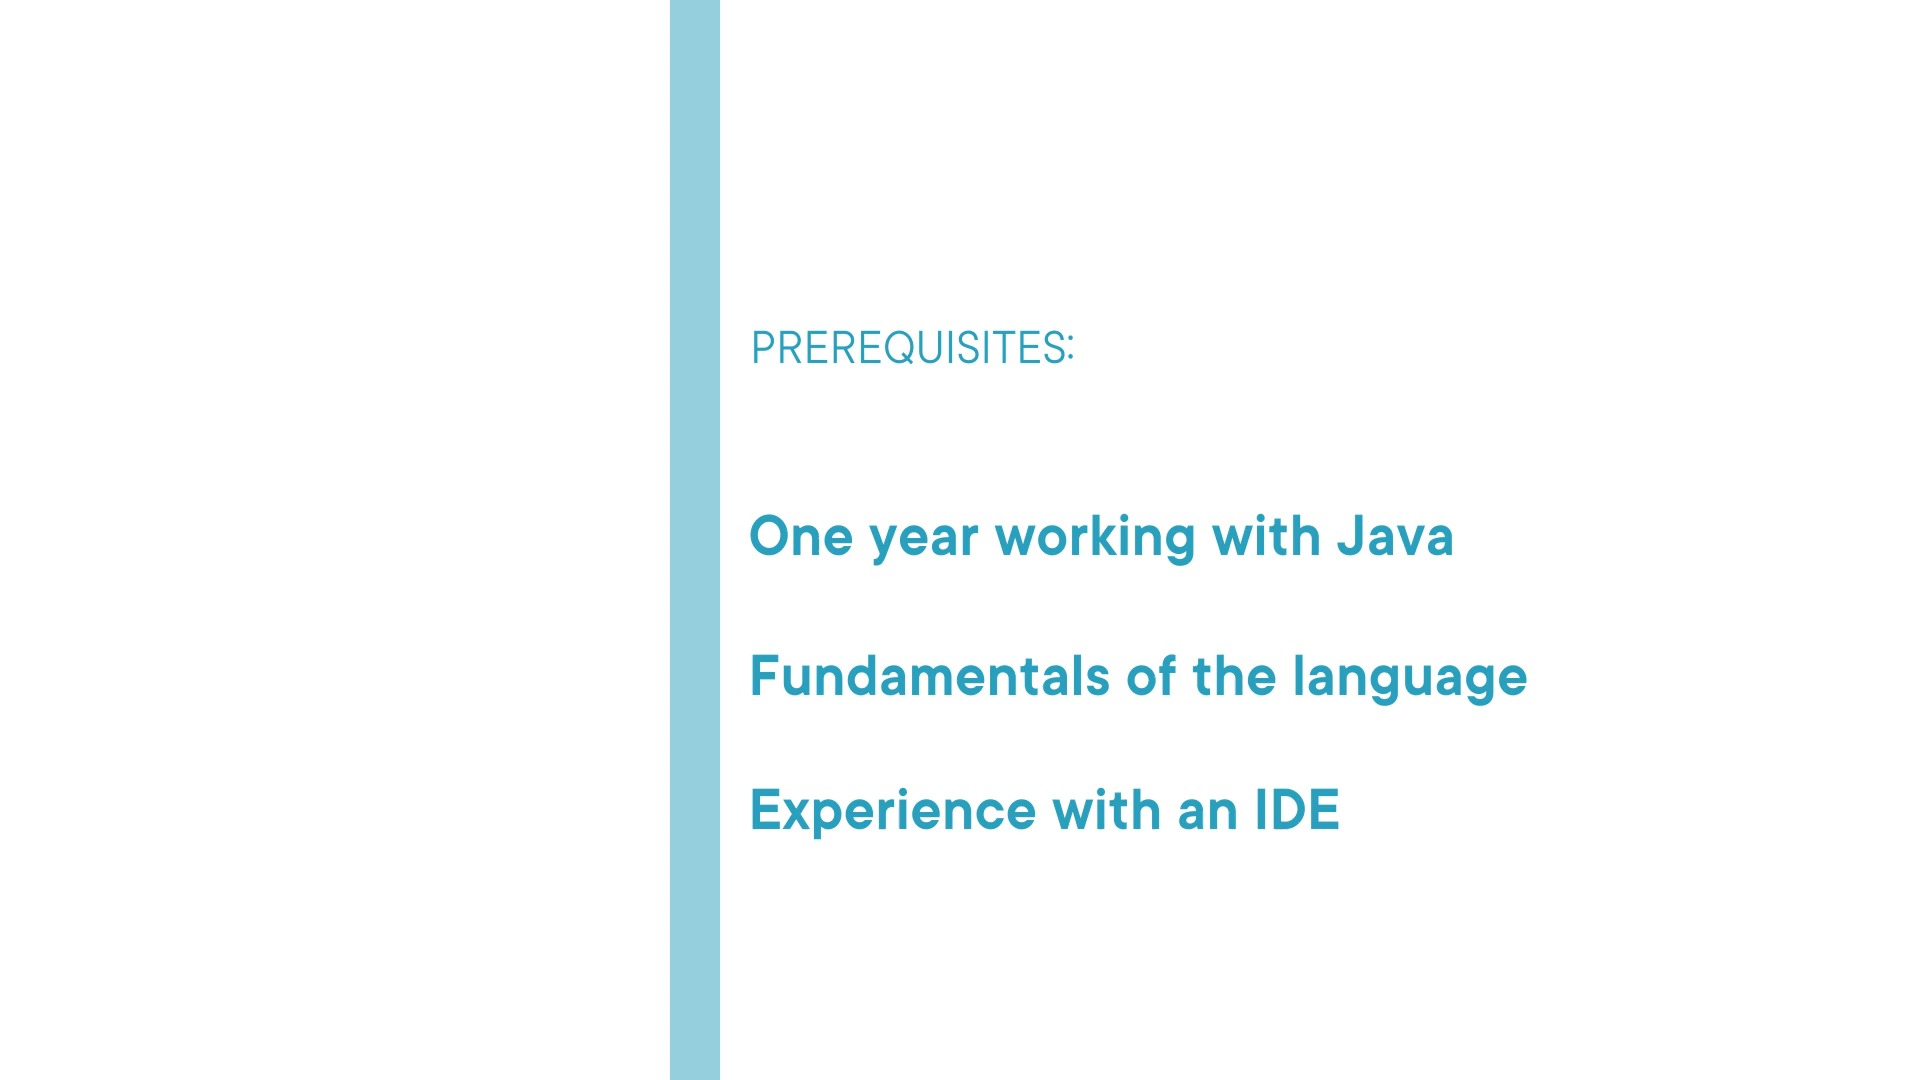 PREREQUISITES:
One year working with Java
Fundamentals of the language
Experience with an IDE